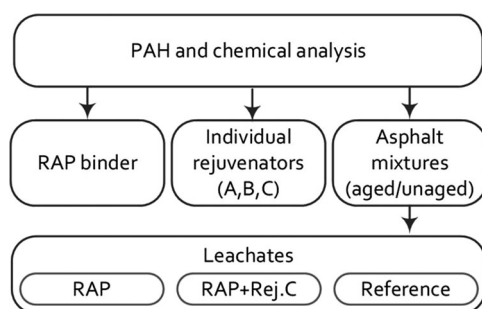 PAH and chemical analysis
RAP binder
Individual
rejuvenators
(A,B,C)
Asphalt
mixtures
(aged/unaged)
Leachates
RAP
RAP+Rej.C
Reference